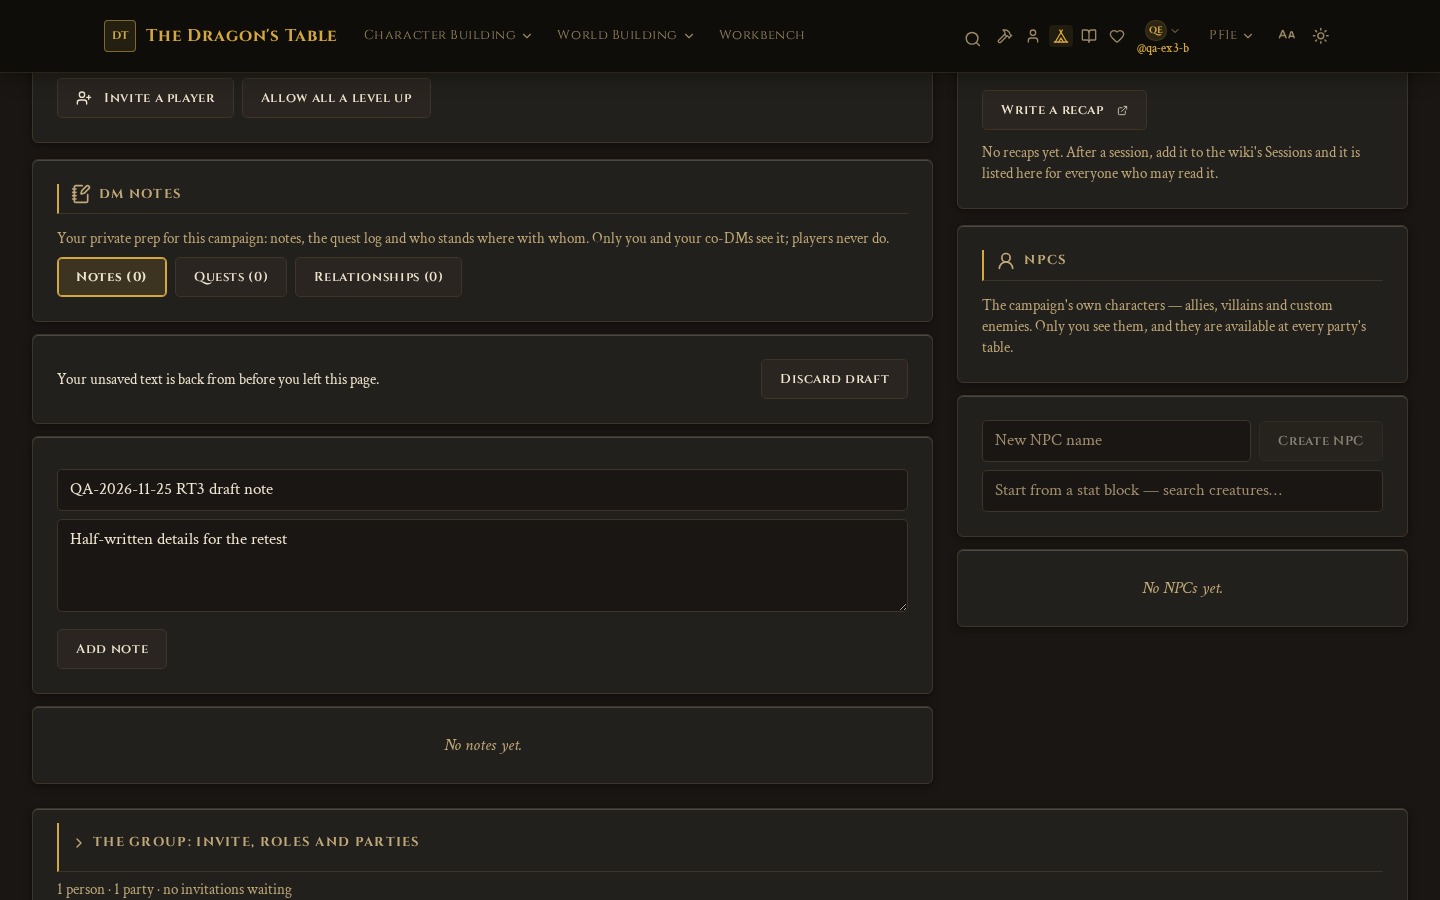 DT The Dragon's Table
Character Building
World Building
Workbench
QE
@qa-ex3-b
PF1e
Aa
Invite a player
Allow all a level up
DM Notes
Your private prep for this campaign: notes, the quest log and who stands where with whom. Only you and your co-DMs see it; players never do.
Notes (0)
Quests (0)
Relationships (0)
Your unsaved text is back from before you left this page.
Discard draft
QA-2026-11-25 RT3 draft note
Half-written details for the retest
Add note
No notes yet.
Write a recap
No recaps yet. After a session, add it to the wiki's Sessions and it is
listed here for everyone who may read it.
NPCs
The campaign's own characters — allies, villains and custom
enemies. Only you see them, and they are available at every party's
table.
New NPC name
Create NPC
Start from a stat block — search creatures…
No NPCs yet.
The group: invite, roles and parties
1 person · 1 party · no invitations waiting